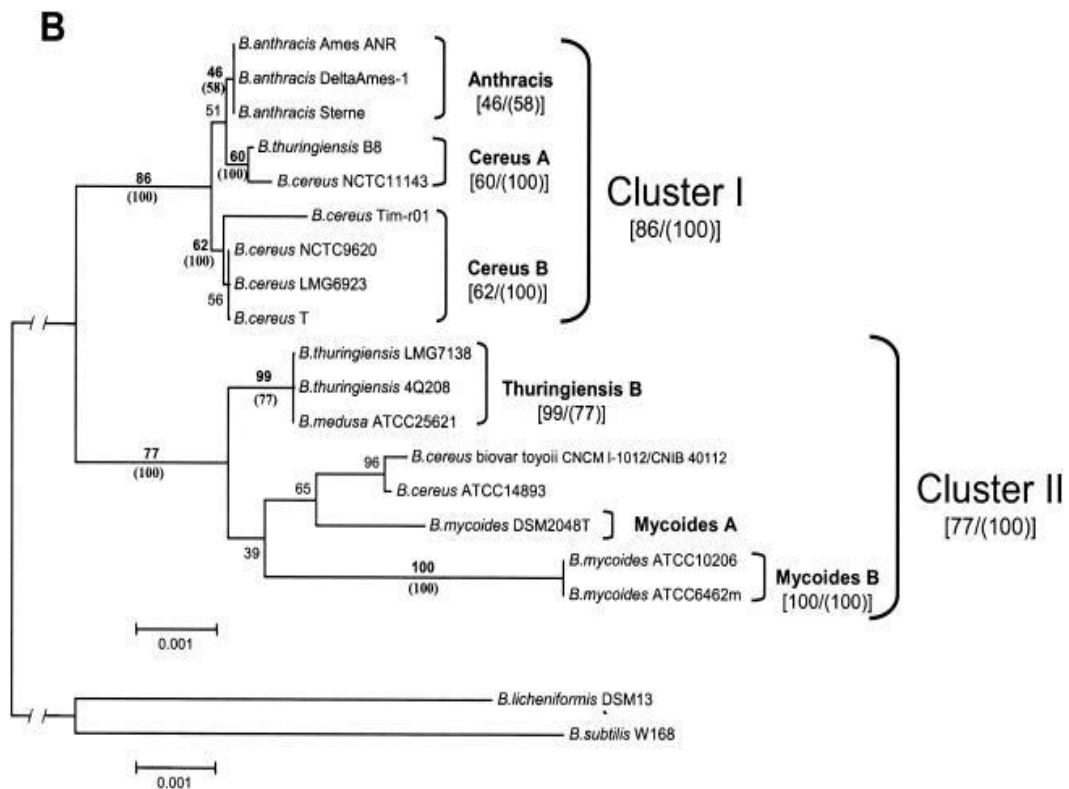 B
B.anthracis Ames ANR
B.anthracis DeltaAmes-1
B.anthracis Sterne
46
(58)
51
Anthracis
[46/(58)]
B.thuringiensis B8
B.cereus NCTC11143
60
(100)
Cereus A
[60/(100)]
86
(100)
B.cereus Tim-r01
B.cereus NCTC9620
B.cereus LMG6923
B.cereus T
62
(100)
56
Cereus B
[62/(100)]
Cluster I
[86/(100)]
B.thuringiensis LMG7138
B.thuringiensis 4Q208
B.medusa ATCC25621
99
(77)
Thuringiensis B
[99/(77)]
77
(100)
B.cereus biovar toyoii CNCM I-1012/CNIB 40112
B.cereus ATCC14893
96
65
B.mycoides DSM2048T
Mycoides A
39
B.mycoides ATCC10206
B.mycoides ATCC6462m
100
(100)
Mycoides B
[100/(100)]
Cluster II
[77/(100)]
0.001
B.licheniformis DSM13
B.subtilis W168
0.001